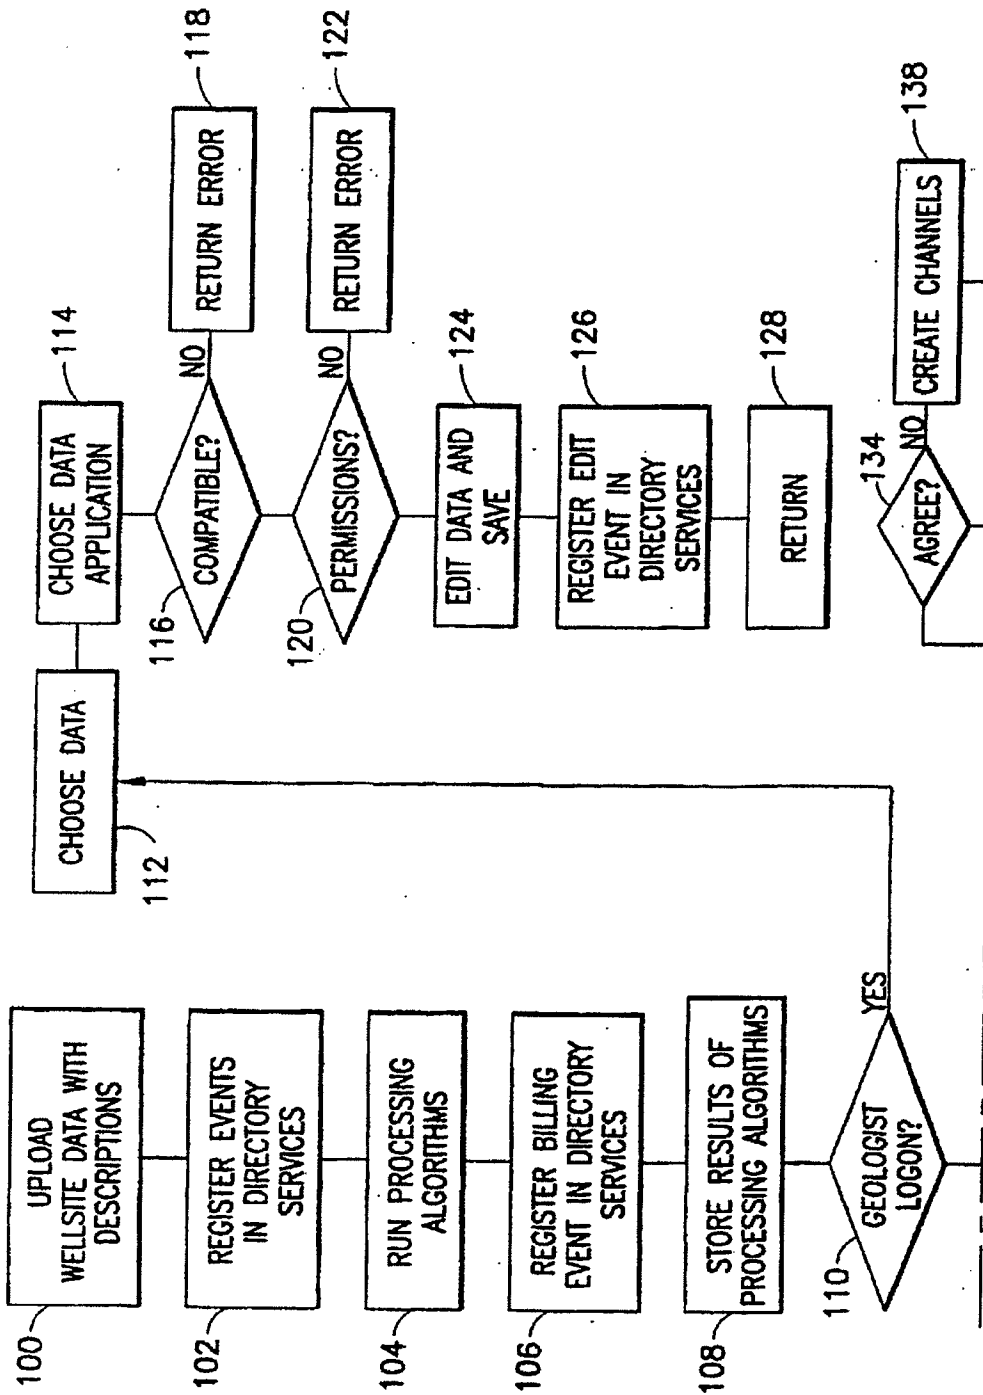 100
UPLOAD
WELLSITE DATA WITH
DESCRIPTIONS
102
REGISTER EVENTS
IN DIRECTORY
SERVICES
104
RUN PROCESSING
ALGORITHMS
106
REGISTER BILLING
EVENT IN DIRECTORY
SERVICES
108
STORE RESULTS OF
PROCESSING ALGORITHMS
110
GEOLOGIST
LOGON?
YES
112
CHOOSE DATA
114
CHOOSE DATA
APPLICATION
116
COMPATIBLE?
NO
118
RETURN ERROR
120
PERMISSIONS?
NO
122
RETURN ERROR
124
EDIT DATA AND
SAVE
126
REGISTER EDIT
EVENT IN
DIRECTORY
SERVICES
128
RETURN
134
AGREE?
NO
138
CREATE CHANNELS